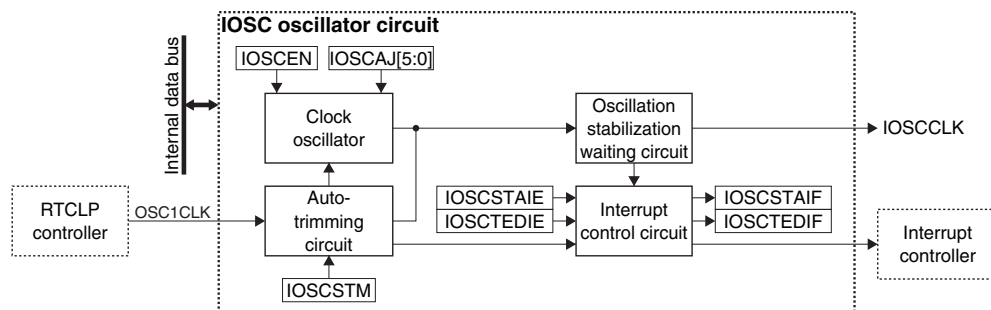 IOSC oscillator circuit
Internal data bus
IOSCEN
IOSCAJ[5:0]
Clock
oscillator
Oscillation
stabilization
waiting circuit
IOSCCLK
RTCLP
controller
OSC1CLK
Auto-
trimming
circuit
IOSCSTAIE
IOSCTEDIE
Interrupt
control circuit
IOSCSTAIF
IOSCTEDIF
Interrupt
controller
IOSCSTM